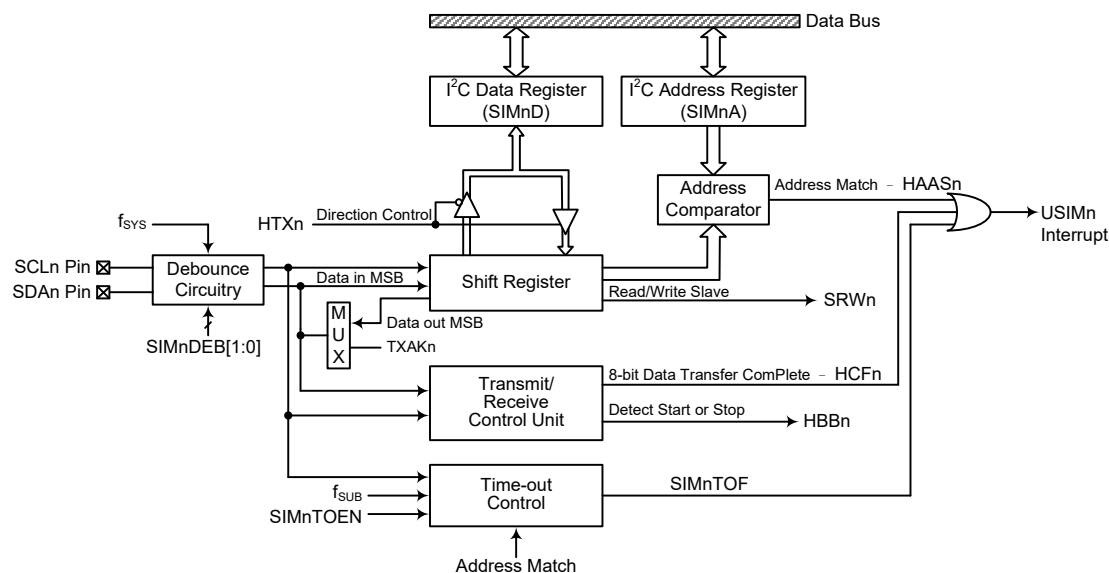 Data Bus
I²C Data Register
(SIMnD)
I²C Address Register
(SIMnA)
Address
Comparator
Address Match – HAASn
HTXn
Direction Control
USIMn
Interrupt
fSYS
SCLn Pin
SDAn Pin
Debounce
Circuitry
Data in MSB
Shift Register
Read/Write Slave
SRWn
SIMnDEB[1:0]
M
U
X
Data out MSB
TXAKn
Transmit/
Receive
Control Unit
8-bit Data Transfer ComPlete – HCFn
Detect Start or Stop
HBBn
Time-out
Control
fSUB
SIMnTOEN
SIMnTOF
Address Match